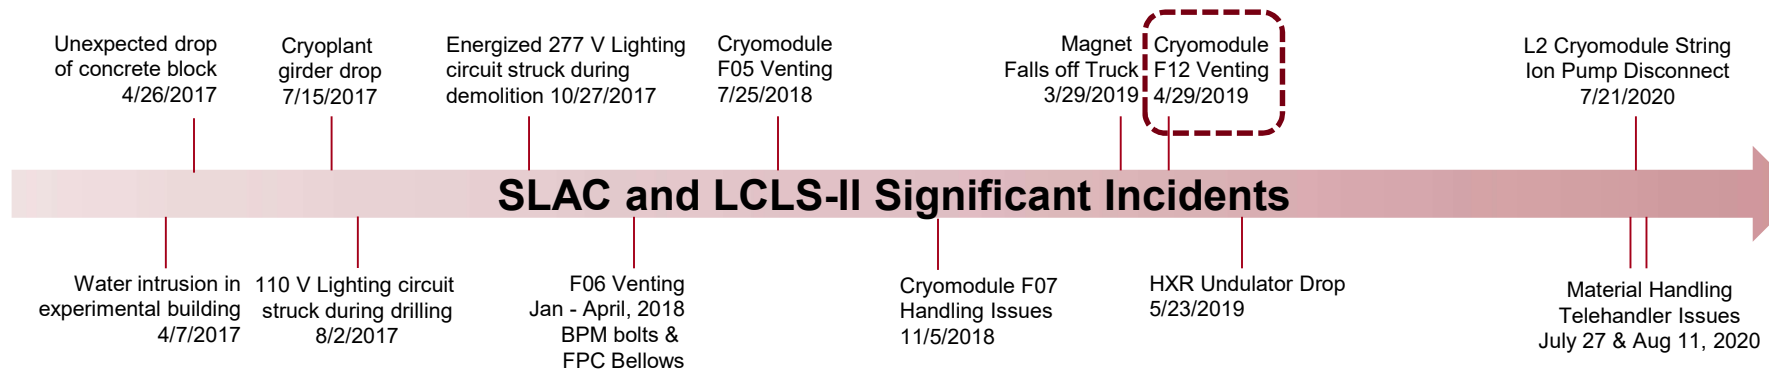 Unexpected drop
of concrete block
4/26/2017
Cryoplant
girder drop
7/15/2017
Energized 277 V Lighting
circuit struck during
demolition 10/27/2017
Cryomodule
F05 Venting
7/25/2018
Magnet
Falls off Truck
3/29/2019
Cryomodule
F12 Venting
4/29/2019
L2 Cryomodule String
Ion Pump Disconnect
7/21/2020
SLAC and LCLS-II Significant Incidents
Water intrusion in
experimental building
4/7/2017
110 V Lighting circuit
struck during drilling
8/2/2017
F06 Venting
Jan - April, 2018
BPM bolts &
FPC Bellows
Cryomodule F07
Handling Issues
11/5/2018
HXR Undulator Drop
5/23/2019
Material Handling
Telehandler Issues
July 27 & Aug 11, 2020